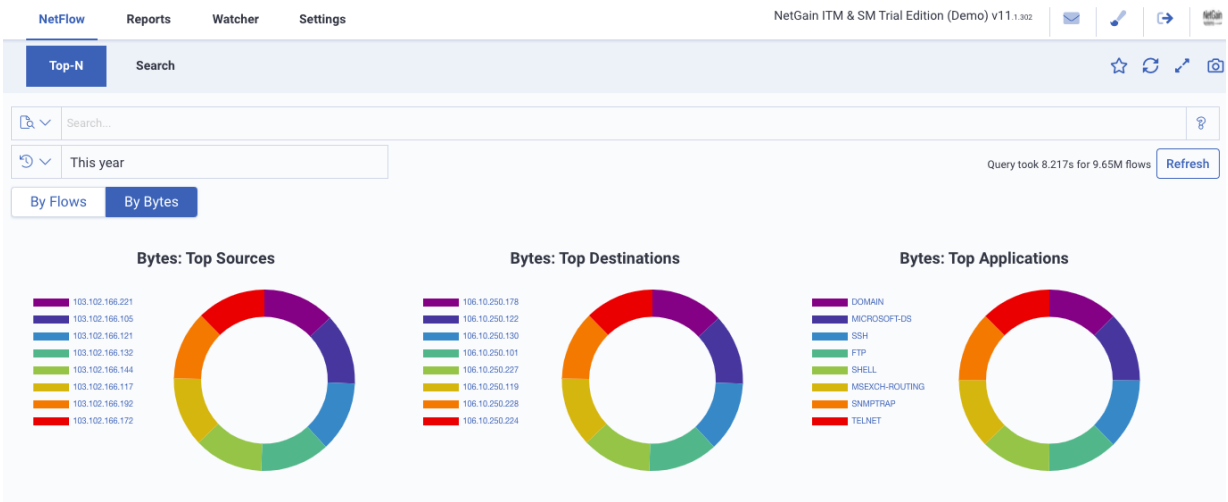 NetFlow Reports Watcher Settings NetGain ITM & SM Trial Edition (Demo) v11.1.302 NetGain
Top-N Search
Search...
This year Query took 8.217s for 9.65M flows Refresh
By Flows By Bytes
Bytes: Top Sources Bytes: Top Destinations Bytes: Top Applications
103.102.166.221 106.10.250.178 DOMAIN
103.102.166.105 106.10.250.122 MICROSOFT-DS
103.102.166.121 106.10.250.130 SSH
103.102.166.132 106.10.250.101 FTP
103.102.166.144 106.10.250.227 SHELL
103.102.166.117 106.10.250.119 MSEXCH-ROUTING
103.102.166.192 106.10.250.228 SNMPTRAP
103.102.166.172 106.10.250.224 TELNET